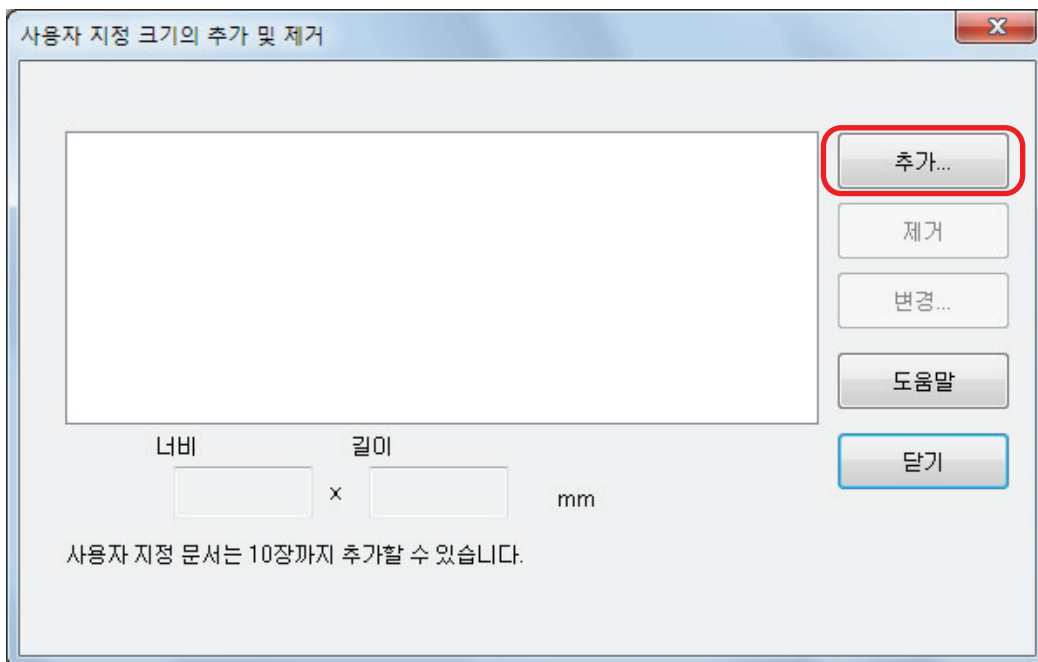 사용자 지정 크기의 추가 및 제거
추가...
제거
변경...
도움말
닫기
너비 길이
x mm
사용자 지정 문서는 10장까지 추가할 수 있습니다.